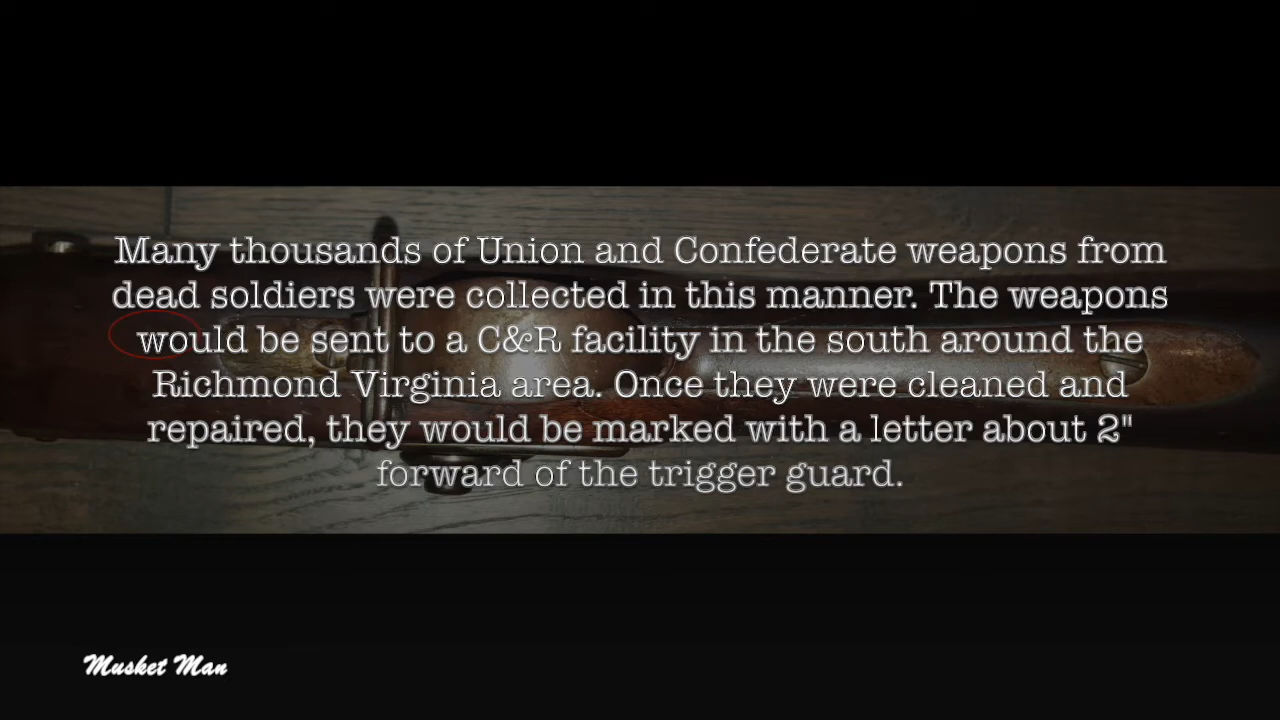 Many thousands of Union and Confederate weapons from
dead soldiers were collected in this manner. The weapons
would be sent to a C&R facility in the south around the
Richmond Virginia area. Once they were cleaned and
repaired, they would be marked with a letter about 2"
forward of the trigger guard.
Musket Man